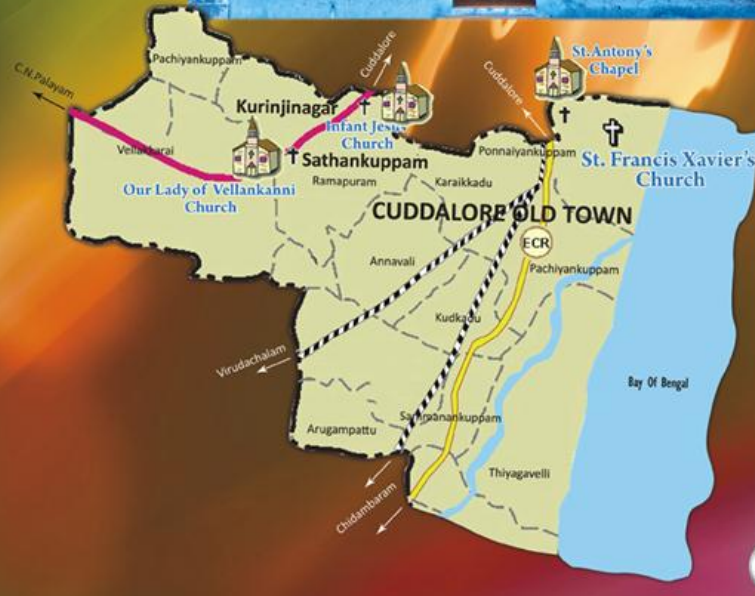 Pachiyankuppam
C.N.Palayam
Cuddalore
Kurinjinagar
Infant Jesus
Church
Vellakkarai
Sathankuppam
Our Lady of Vellankanni
Church
Ramapuram
Karaikkadu
Cuddalore
St.Antony's
Chapel
Ponnaiyankuppam
St. Francis Xavier's
Church
CUDDALORE OLD TOWN
ECR
Annavali
Pachiyankuppam
Kudkadu
Virudachalam
Bay Of Bengal
Arugampattu
Sammanankuppam
Thiyagavelli
Chidambaram